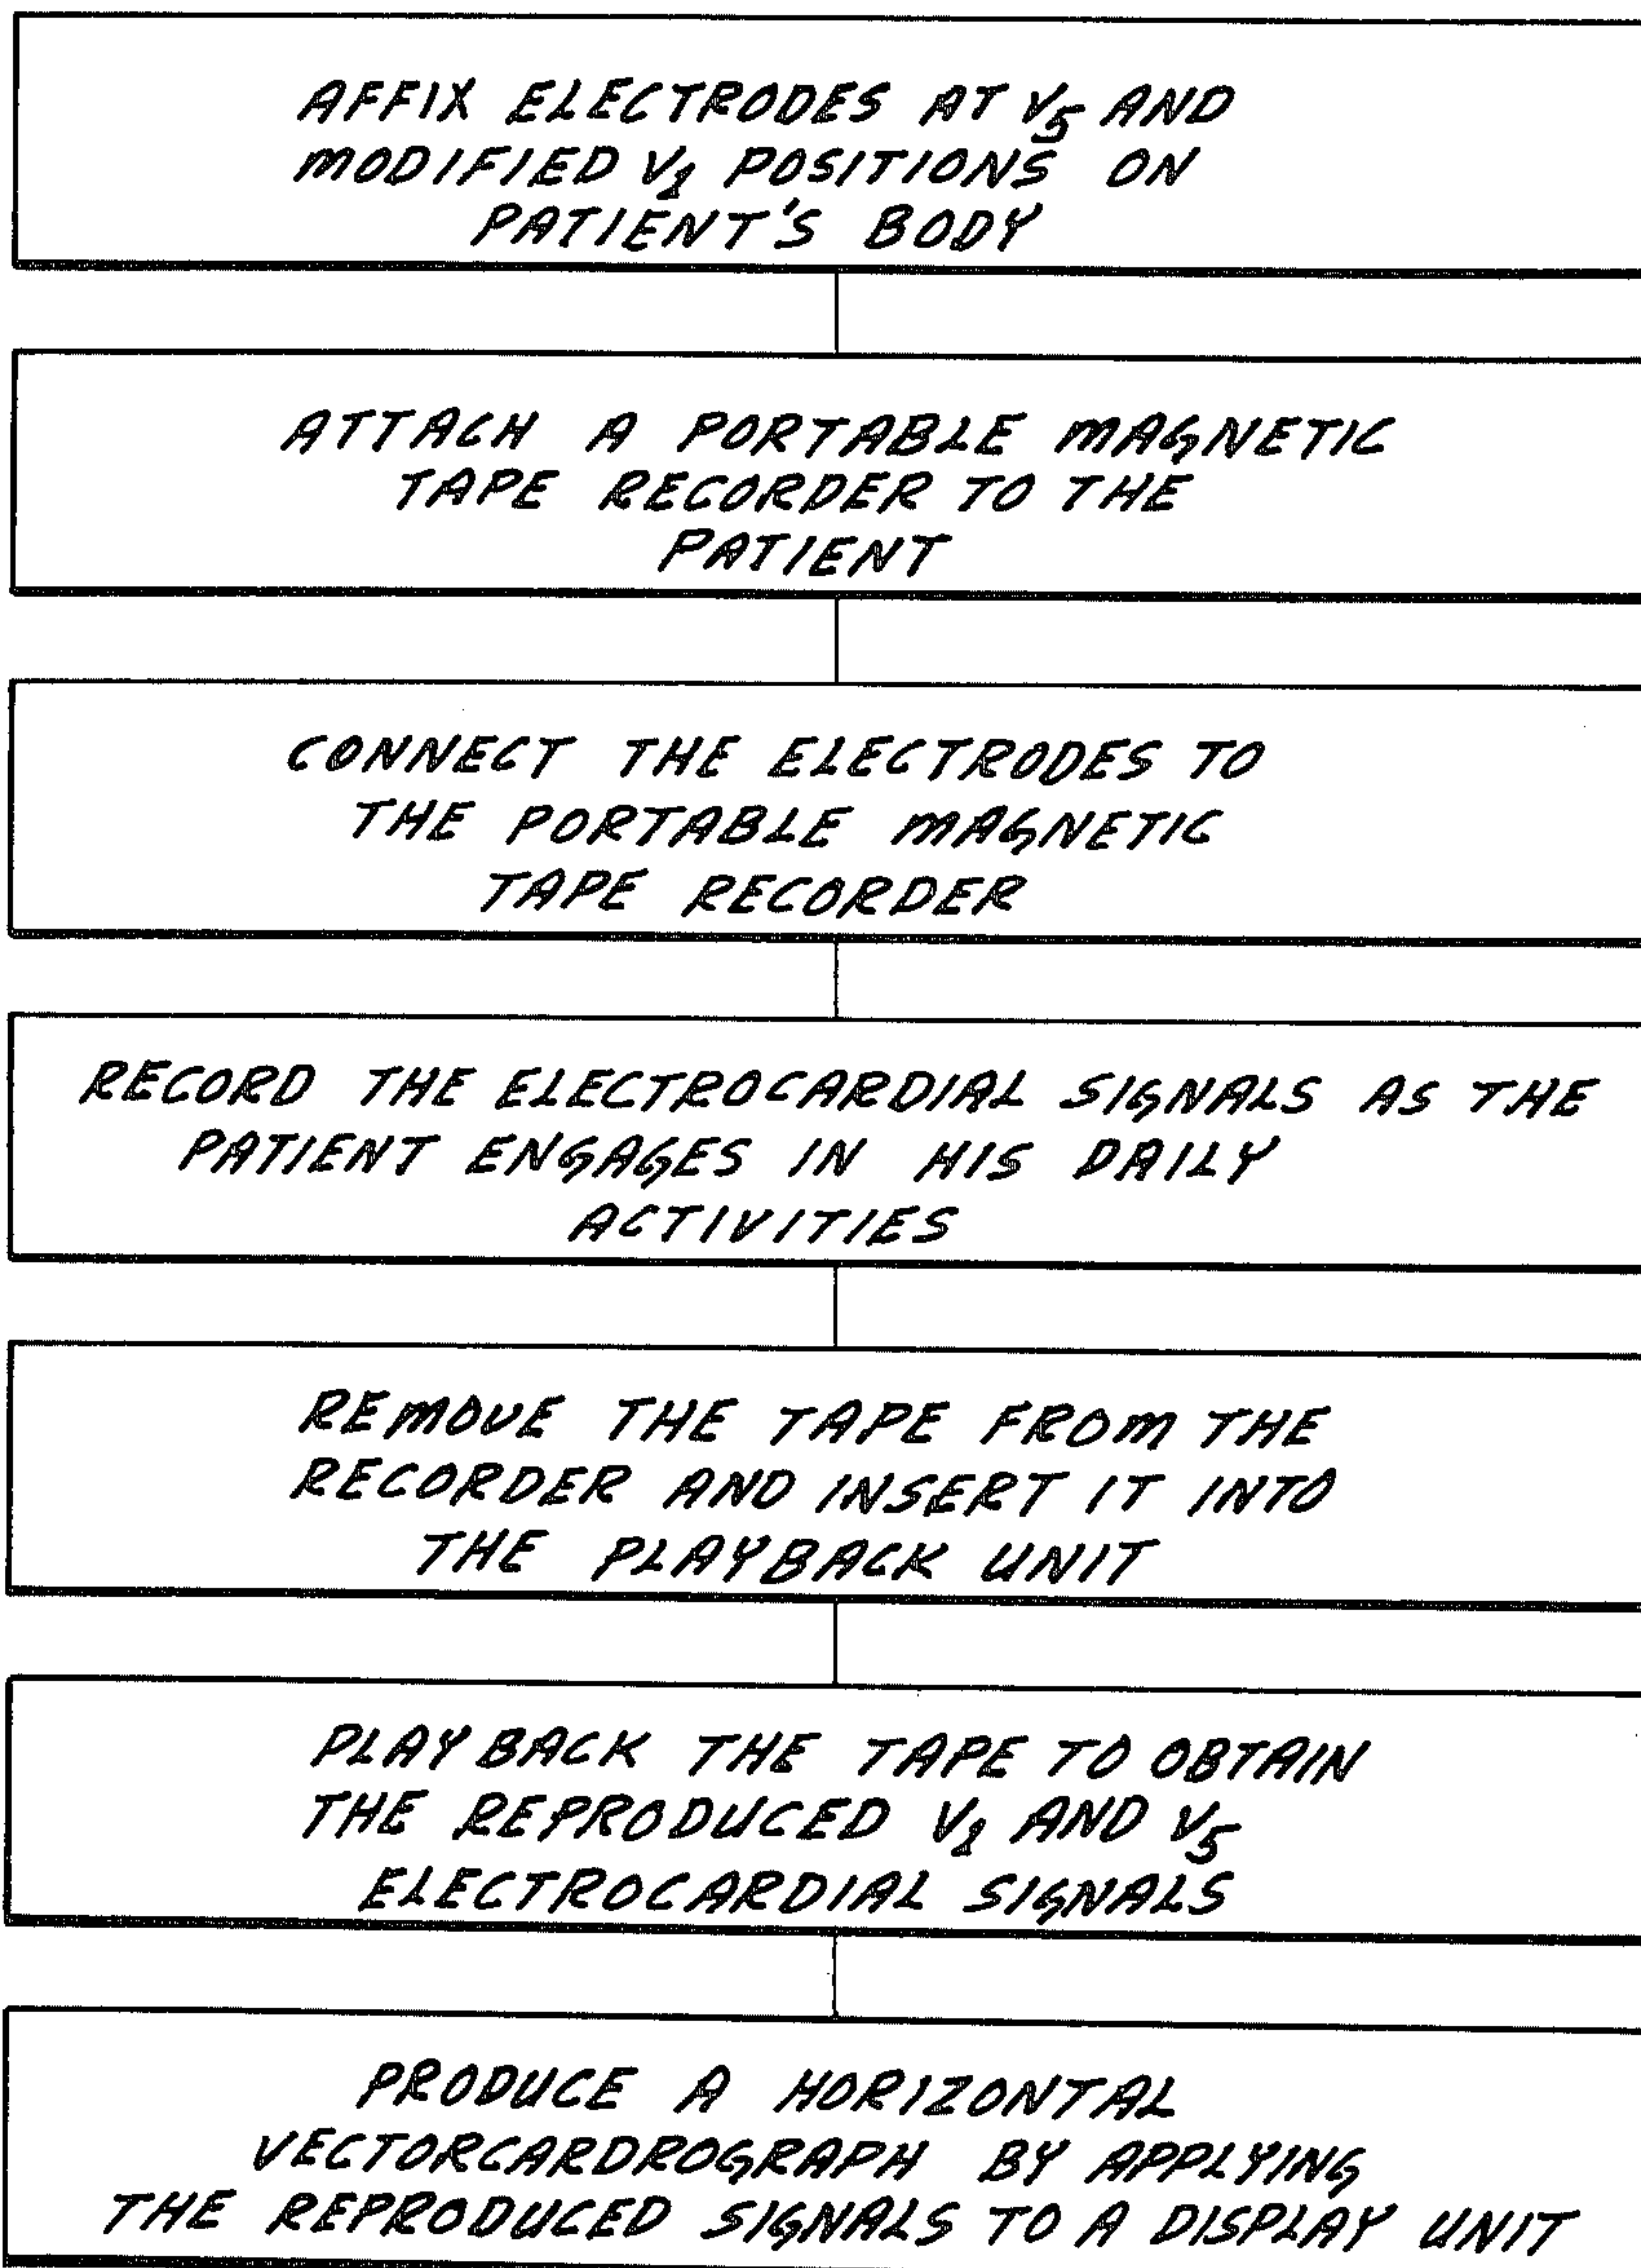 AFFIX ELECTRODES AT V5 AND
MODIFIED V1 POSITIONS ON
PATIENT'S BODY
ATTACH A PORTABLE MAGNETIC
TAPE RECORDER TO THE
PATIENT
CONNECT THE ELECTRODES TO
THE PORTABLE MAGNETIC
TAPE RECORDER
RECORD THE ELECTROCARDIAL SIGNALS AS THE
PATIENT ENGAGES IN HIS DAILY
ACTIVITIES
REMOVE THE TAPE FROM THE
RECORDER AND INSERT IT INTO
THE PLAYBACK UNIT
PLAYBACK THE TAPE TO OBTAIN
THE REPRODUCED V1 AND V5
ELECTROCARDIAL SIGNALS
PRODUCE A HORIZONTAL
VECTORCARDROGRAPH BY APPLYING
THE REPRODUCED SIGNALS TO A DISPLAY UNIT